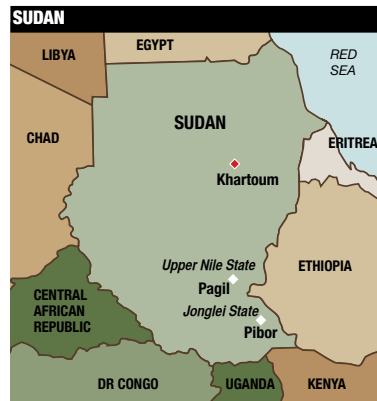 SUDAN
LIBYA
EGYPT
RED
SEA
CHAD
SUDAN
ERITREA
Khartoum
Upper Nile State
Pagil
ETHIOPIA
Jonglei State
Pibor
CENTRAL
AFRICAN
REPUBLIC
DR CONGO
UGANDA
KENYA